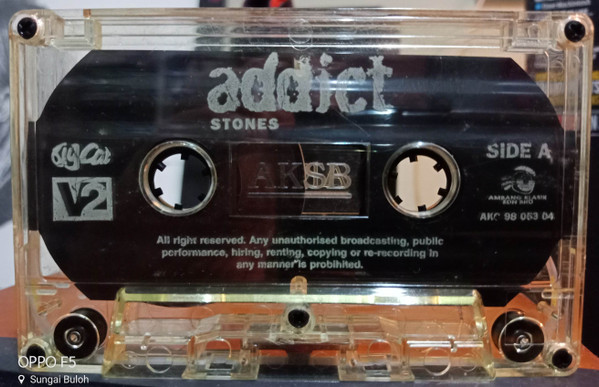 addict
STONES
BigCat
V2
AKSB
SIDE A
AMBANG KLASIK
SDN BHD
AKC 98 053 04
All right reserved. Any unauthorised broadcasting, public
performance, hiring, renting, copying or re-recording in
any manner is prohibited.
OPPO F5
Sungai Buloh